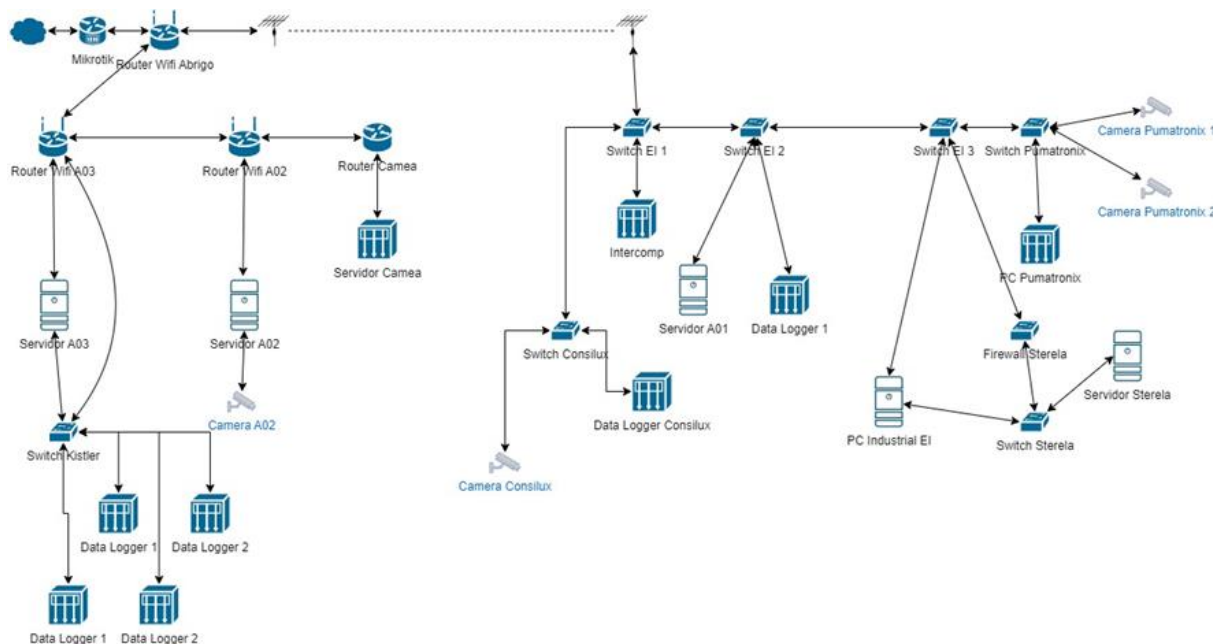 Mikrotik
Router Wifi Abrigo
Router Wifi A03
Router Wifi A02
Router Camea
Switch EI 1
Switch EI 2
Switch EI 3
Switch Pumatronix
Camera Pumatronix 1
Camera Pumatronix 2
Servidor Camea
Intercomp
PC Pumatronix
Servidor A03
Servidor A02
Servidor A01
Data Logger 1
Switch Consilux
Firewall Sterela
Servidor Sterela
Camera A02
Data Logger Consilux
PC Industrial EI
Switch Sterela
Switch Kistler
Camera Consilux
Data Logger 1
Data Logger 2
Data Logger 1
Data Logger 2